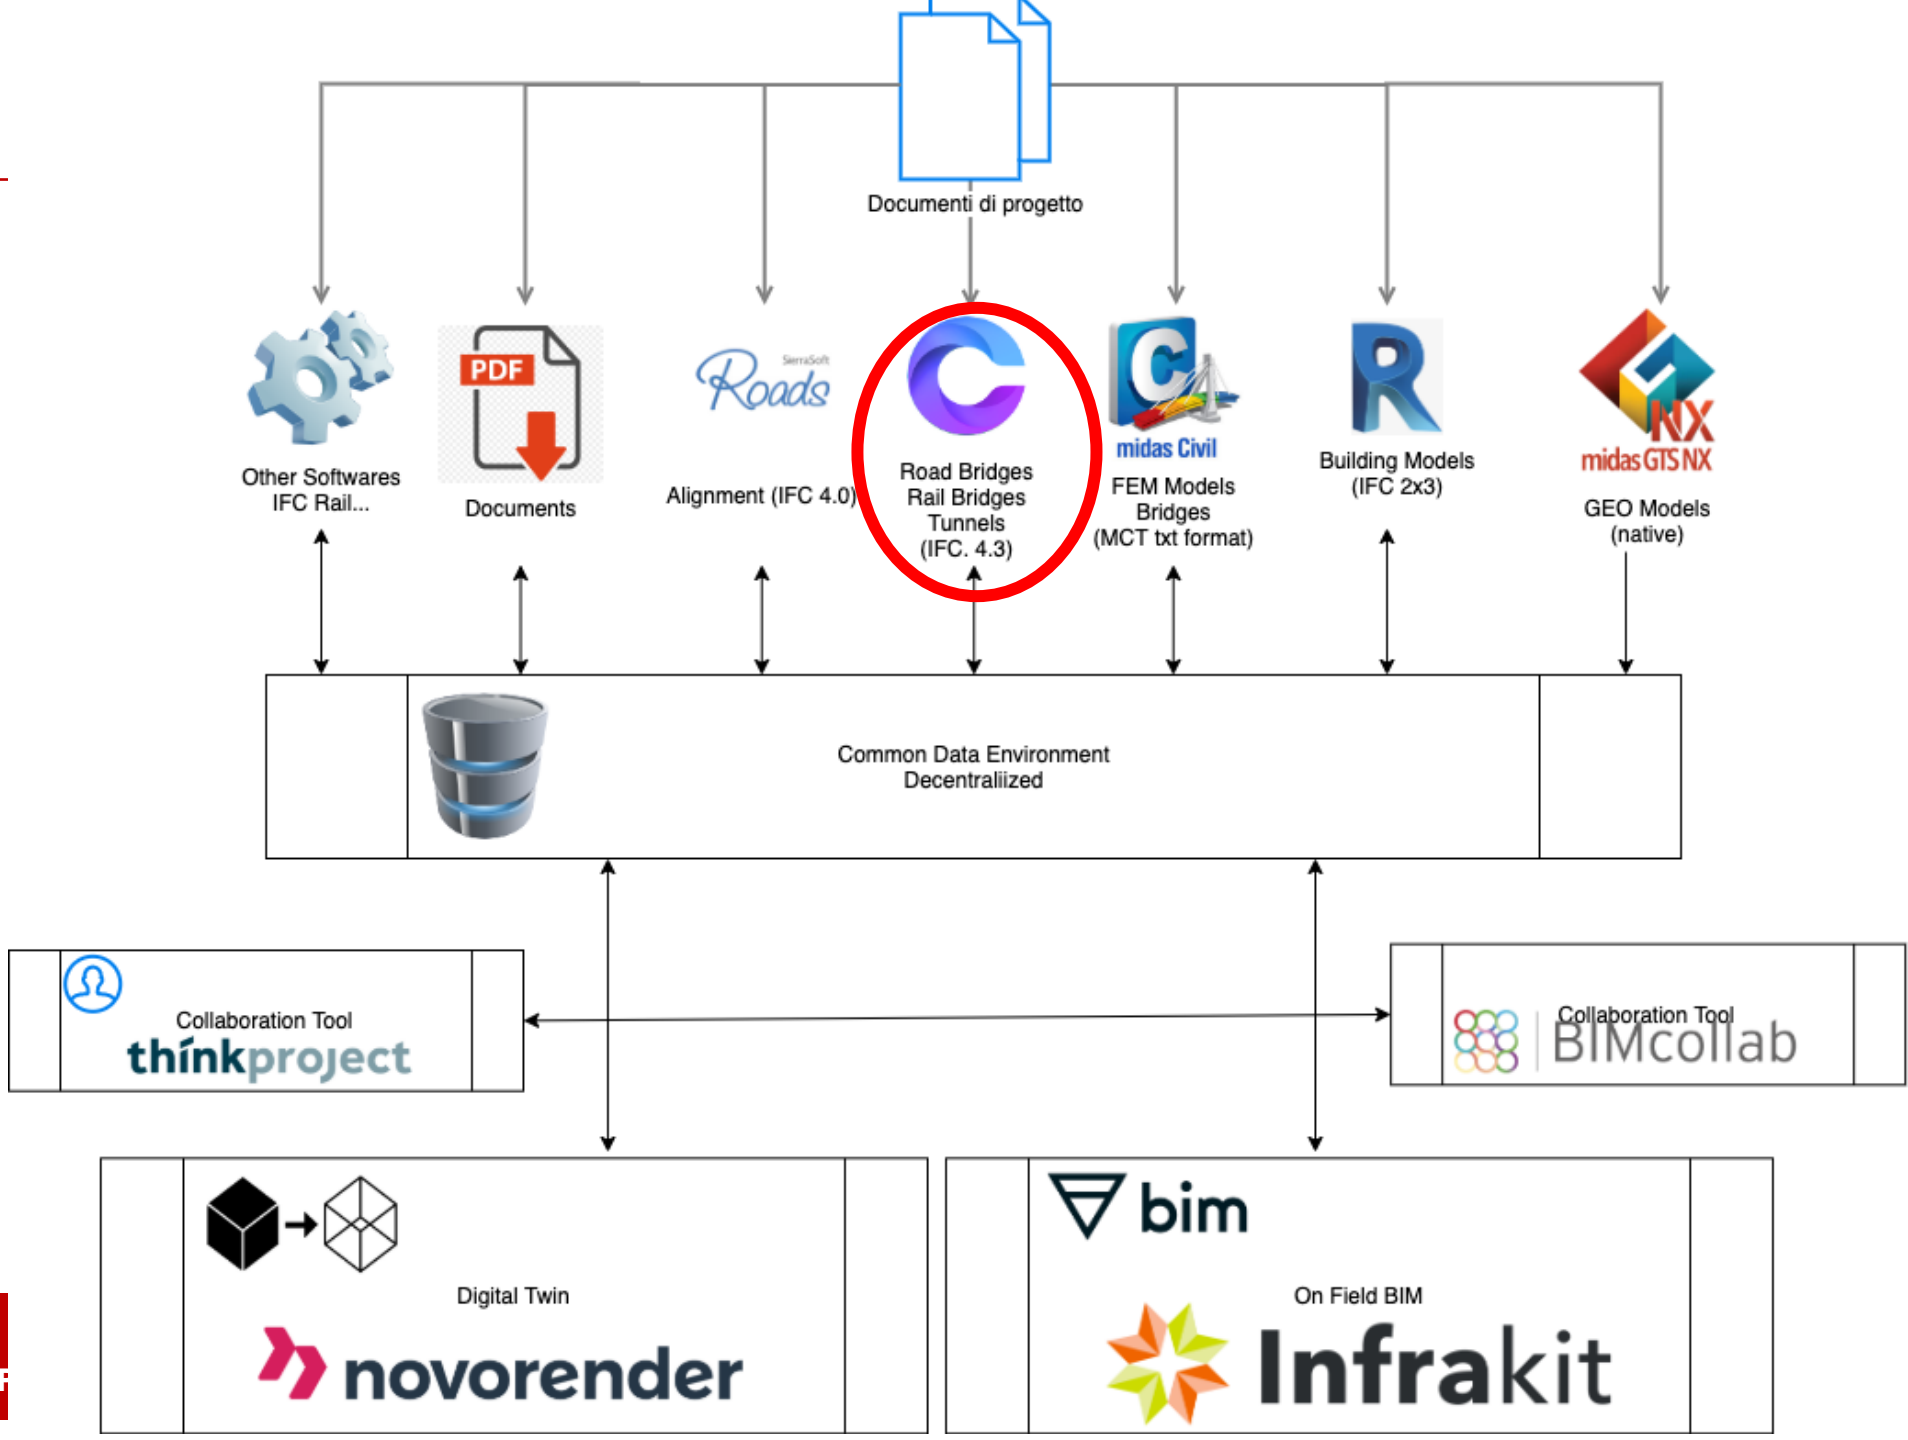 Documenti di progetto
PDF
SierraSoft
Roads
C
midas Civil
R
NX
midas GTS NX
Other Softwares
IFC Rail...
Documents
Alignment (IFC 4.0)
Road Bridges
Rail Bridges
Tunnels
(IFC. 4.3)
FEM Models
Bridges
(MCT txt format)
Building Models
(IFC 2x3)
GEO Models
(native)
Common Data Environment
Decentraliized
Collaboration Tool
thinkproject
Collaboration Tool
BIMcollab
Digital Twin
novorender
bim
On Field BIM
Infrakit